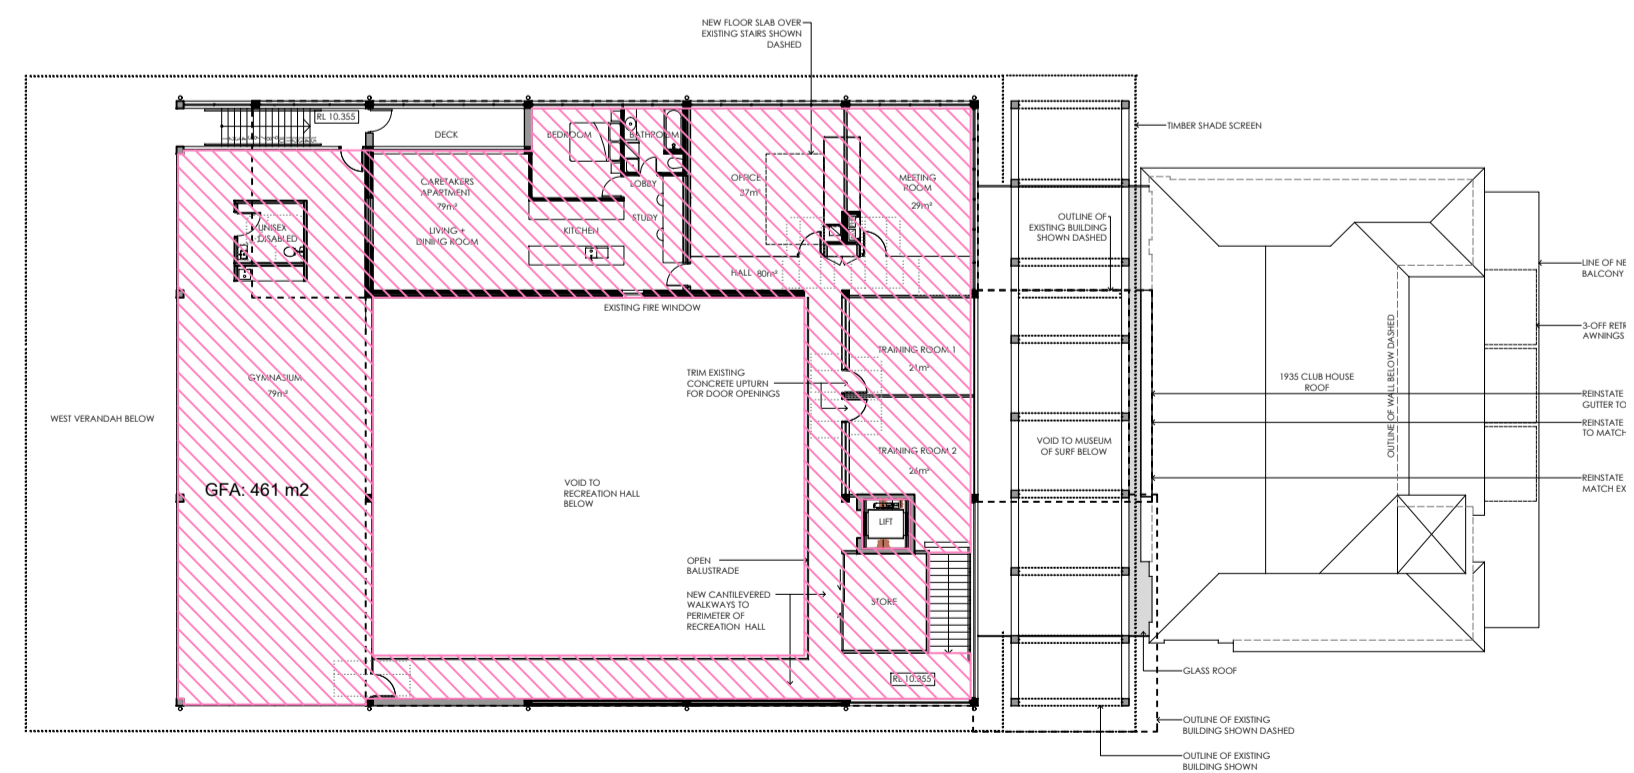 NEW FLOOR SLAB OVER
EXISTING STAIRS SHOWN
DASHED
RL 10.355
DECK
BEDROOM
BATHROOM
TIMBER SHADE SCREEN
CARETAKERS
APARTMENT
79m²
LOBBY
OFFICE
37m²
MEETING
ROOM
29m²
UNISEX
DISABLED
LIVING +
DINING ROOM
KITCHEN
STUDY
OUTLINE OF
EXISTING BUILDING
SHOWN DASHED
HALL 80m²
LINE OF NE
BALCONY
EXISTING FIRE WINDOW
3-OFF RETR
AWNINGS
OUTLINE OF WALL BELOW DASHED
GYMNASIUM
79m²
TRAINING ROOM 1
21m²
TRIM EXISTING
CONCRETE UPTURN
FOR DOOR OPENINGS
1935 CLUB HOUSE
ROOF
REINSTATE
GUTTER TO
REINSTATE
TO MATCH
WEST VERANDAH BELOW
VOID TO MUSEUM
OF SURF BELOW
TRAINING ROOM 2
26m²
REINSTATE
MATCH EX
GFA: 461 m2
VOID TO
RECREATION HALL
BELOW
LIFT
OPEN
BALUSTRADE
NEW CANTILEVERED
WALKWAYS TO
PERIMETER OF
RECREATION HALL
STORE
RL 10.355
GLASS ROOF
OUTLINE OF EXISTING
BUILDING SHOWN DASHED
OUTLINE OF EXISTING
BUILDING SHOWN